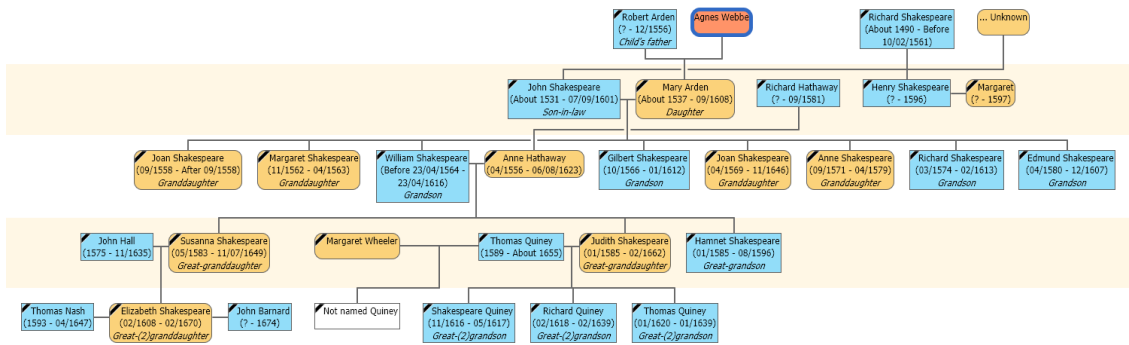 Robert Arden
(? - 12/1556)
Child's father
Agnes Webbe
Richard Shakespeare
(About 1490 - Before
10/02/1561)
... Unknown
John Shakespeare
(About 1531 - 07/09/1601)
Son-in-law
Mary Arden
(About 1537 - 09/1608)
Daughter
Richard Hathaway
(? - 09/1581)
Henry Shakespeare
(? - 1596)
Margaret
(? - 1597)
Joan Shakespeare
(09/1558 - After 09/1558)
Granddaughter
Margaret Shakespeare
(11/1562 - 04/1563)
Granddaughter
William Shakespeare
(Before 23/04/1564 -
23/04/1616)
Grandson
Anne Hathaway
(04/1556 - 06/08/1623)
Gilbert Shakespeare
(10/1566 - 01/1612)
Grandson
Joan Shakespeare
(04/1569 - 11/1646)
Granddaughter
Anne Shakespeare
(09/1571 - 04/1579)
Granddaughter
Richard Shakespeare
(03/1574 - 02/1613)
Grandson
Edmund Shakespeare
(04/1580 - 12/1607)
Grandson
John Hall
(1575 - 11/1635)
Susanna Shakespeare
(05/1583 - 11/07/1649)
Great-granddaughter
Margaret Wheeler
Thomas Quiney
(1589 - About 1655)
Judith Shakespeare
(01/1585 - 02/1662)
Great-granddaughter
Hamnet Shakespeare
(01/1585 - 08/1596)
Great-grandson
Thomas Nash
(1593 - 04/1647)
Elizabeth Shakespeare
(02/1608 - 02/1670)
Great-(2)granddaughter
John Barnard
(? - 1674)
Not named Quiney
Shakespeare Quiney
(11/1616 - 05/1617)
Great-(2)grandson
Richard Quiney
(02/1618 - 02/1639)
Great-(2)grandson
Thomas Quiney
(01/1620 - 01/1639)
Great-(2)grandson